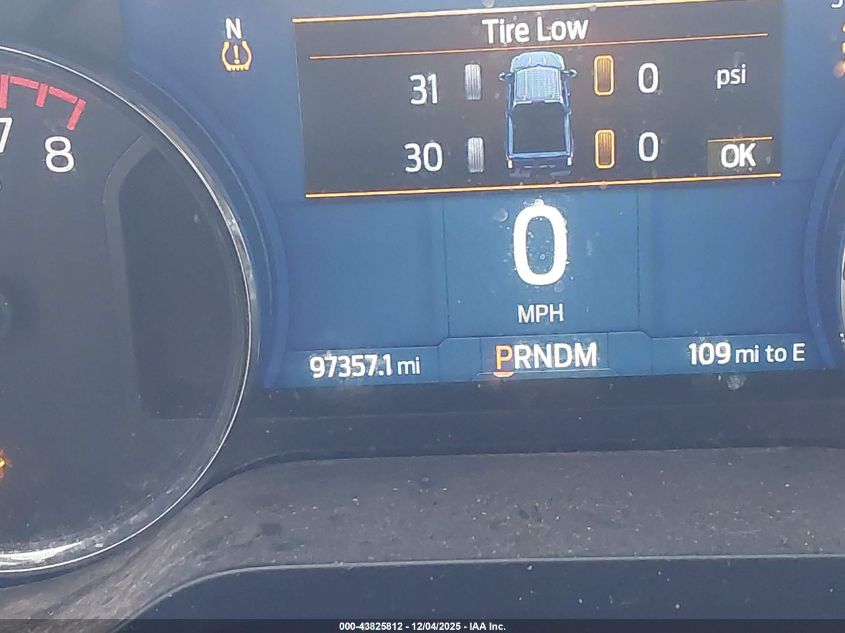 N
Tire Low
31 0 psi
30 0 OK
7
8
0
MPH
97357.1 mi PRNDM 109 mi to E
000-43825812 - 12/04/2025 - IAA Inc.